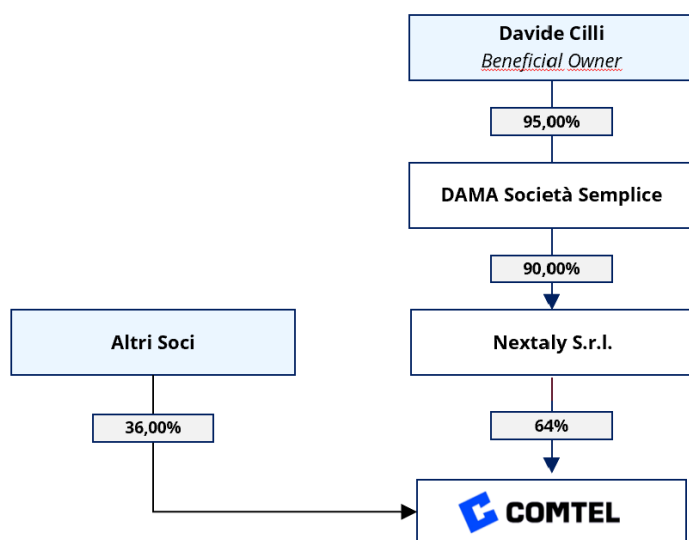 Davide Cilli
Beneficial Owner
95,00%
DAMA Società Semplice
90,00%
Altri Soci
Nextaly S.r.l.
36,00%
64%
COMTEL